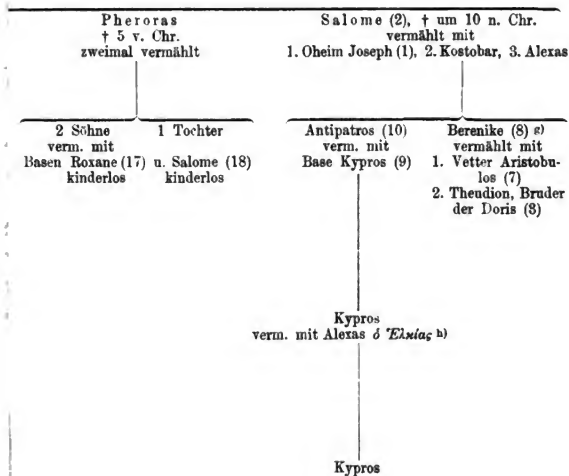 Pheroras
† 5 v. Chr.
zweimal vermählt
Salome (2), † um 10 n. Chr.
vermählt mit
1. Oheim Joseph (1), 2. Kostobar, 3. Alexas
2 Söhne
verm. mit
Basen Roxane (17)
kinderlos
1 Tochter
u. Salome (18)
kinderlos
Antipatros (10)
verm. mit
Base Kypros (9)
Berenike (8) g)
vermählt mit
1. Vetter Aristobu-
los (7)
2. Theudion, Bruder
der Doris (3)
Kypros
verm. mit Alexas ὁ Ἑλκίας h)
Kypros